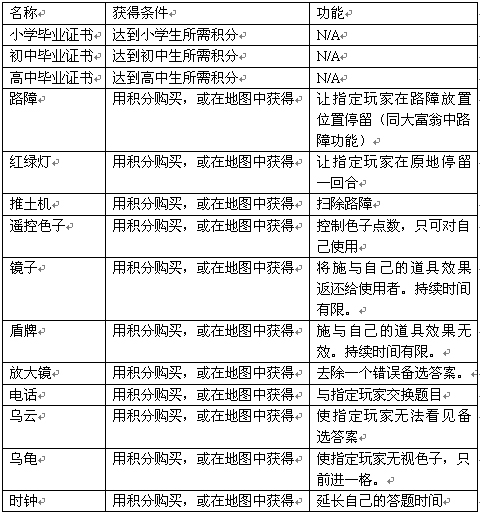 名称 获得条件 功能
小学毕业证书 达到小学生所需积分 N/A
初中毕业证书 达到初中生所需积分 N/A
高中毕业证书 达到高中生所需积分 N/A
路障 用积分购买，或在地图中获得 让指定玩家在路障放置
位置停留（同大富翁中路
障功能）
红绿灯 用积分购买，或在地图中获得 让指定玩家在原地停留
一回合
推土机 用积分购买，或在地图中获得 扫除路障
遥控色子 用积分购买，或在地图中获得 控制色子点数，只可对自
己使用
镜子 用积分购买，或在地图中获得 将施与自己的道具效果
返还给使用者。持续时间
有限。
盾牌 用积分购买，或在地图中获得 施与自己的道具效果无
效。持续时间有限。
放大镜 用积分购买，或在地图中获得 去除一个错误备选答案。
电话 用积分购买，或在地图中获得 与指定玩家交换题目
乌云 用积分购买，或在地图中获得 使指定玩家无法看见备
选答案
乌龟 用积分购买，或在地图中获得 使指定玩家无视色子，只
前进一格。
时钟 用积分购买，或在地图中获得 延长自己的答题时间